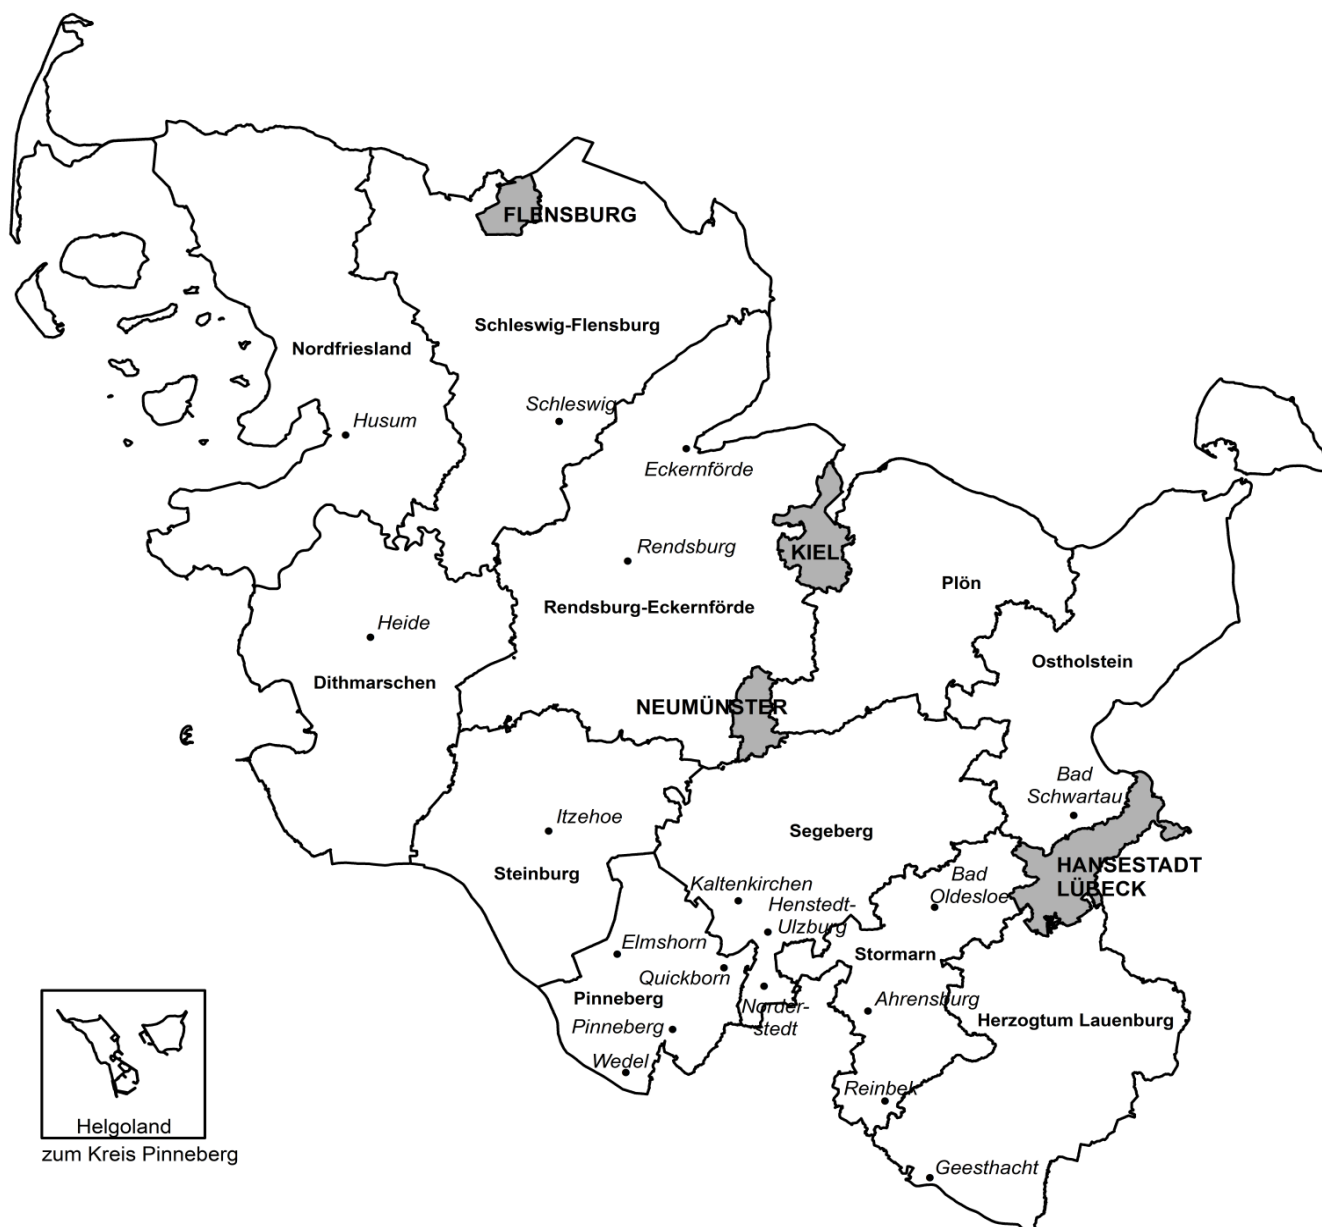 FLENSBURG
Schleswig-Flensburg
Nordfriesland
Schleswig
Husum
Eckernförde
Rendsburg
KIEL
Plön
Rendsburg-Eckernförde
Heide
Ostholstein
Dithmarschen
NEUMÜNSTER
Bad
Schwartau
Itzehoe
Segeberg
HANSESTADT
LÜBECK
Steinburg
Kaltenkirchen
Bad
Oldesloe
Henstedt-
Ulzburg
Elmshorn
Stormarn
Quickborn
Pinneberg
Norder-
stedt
Ahrensburg
Herzogtum Lauenburg
Pinneberg
Wedel
Reinbek
Helgoland
zum Kreis Pinneberg
Geesthacht